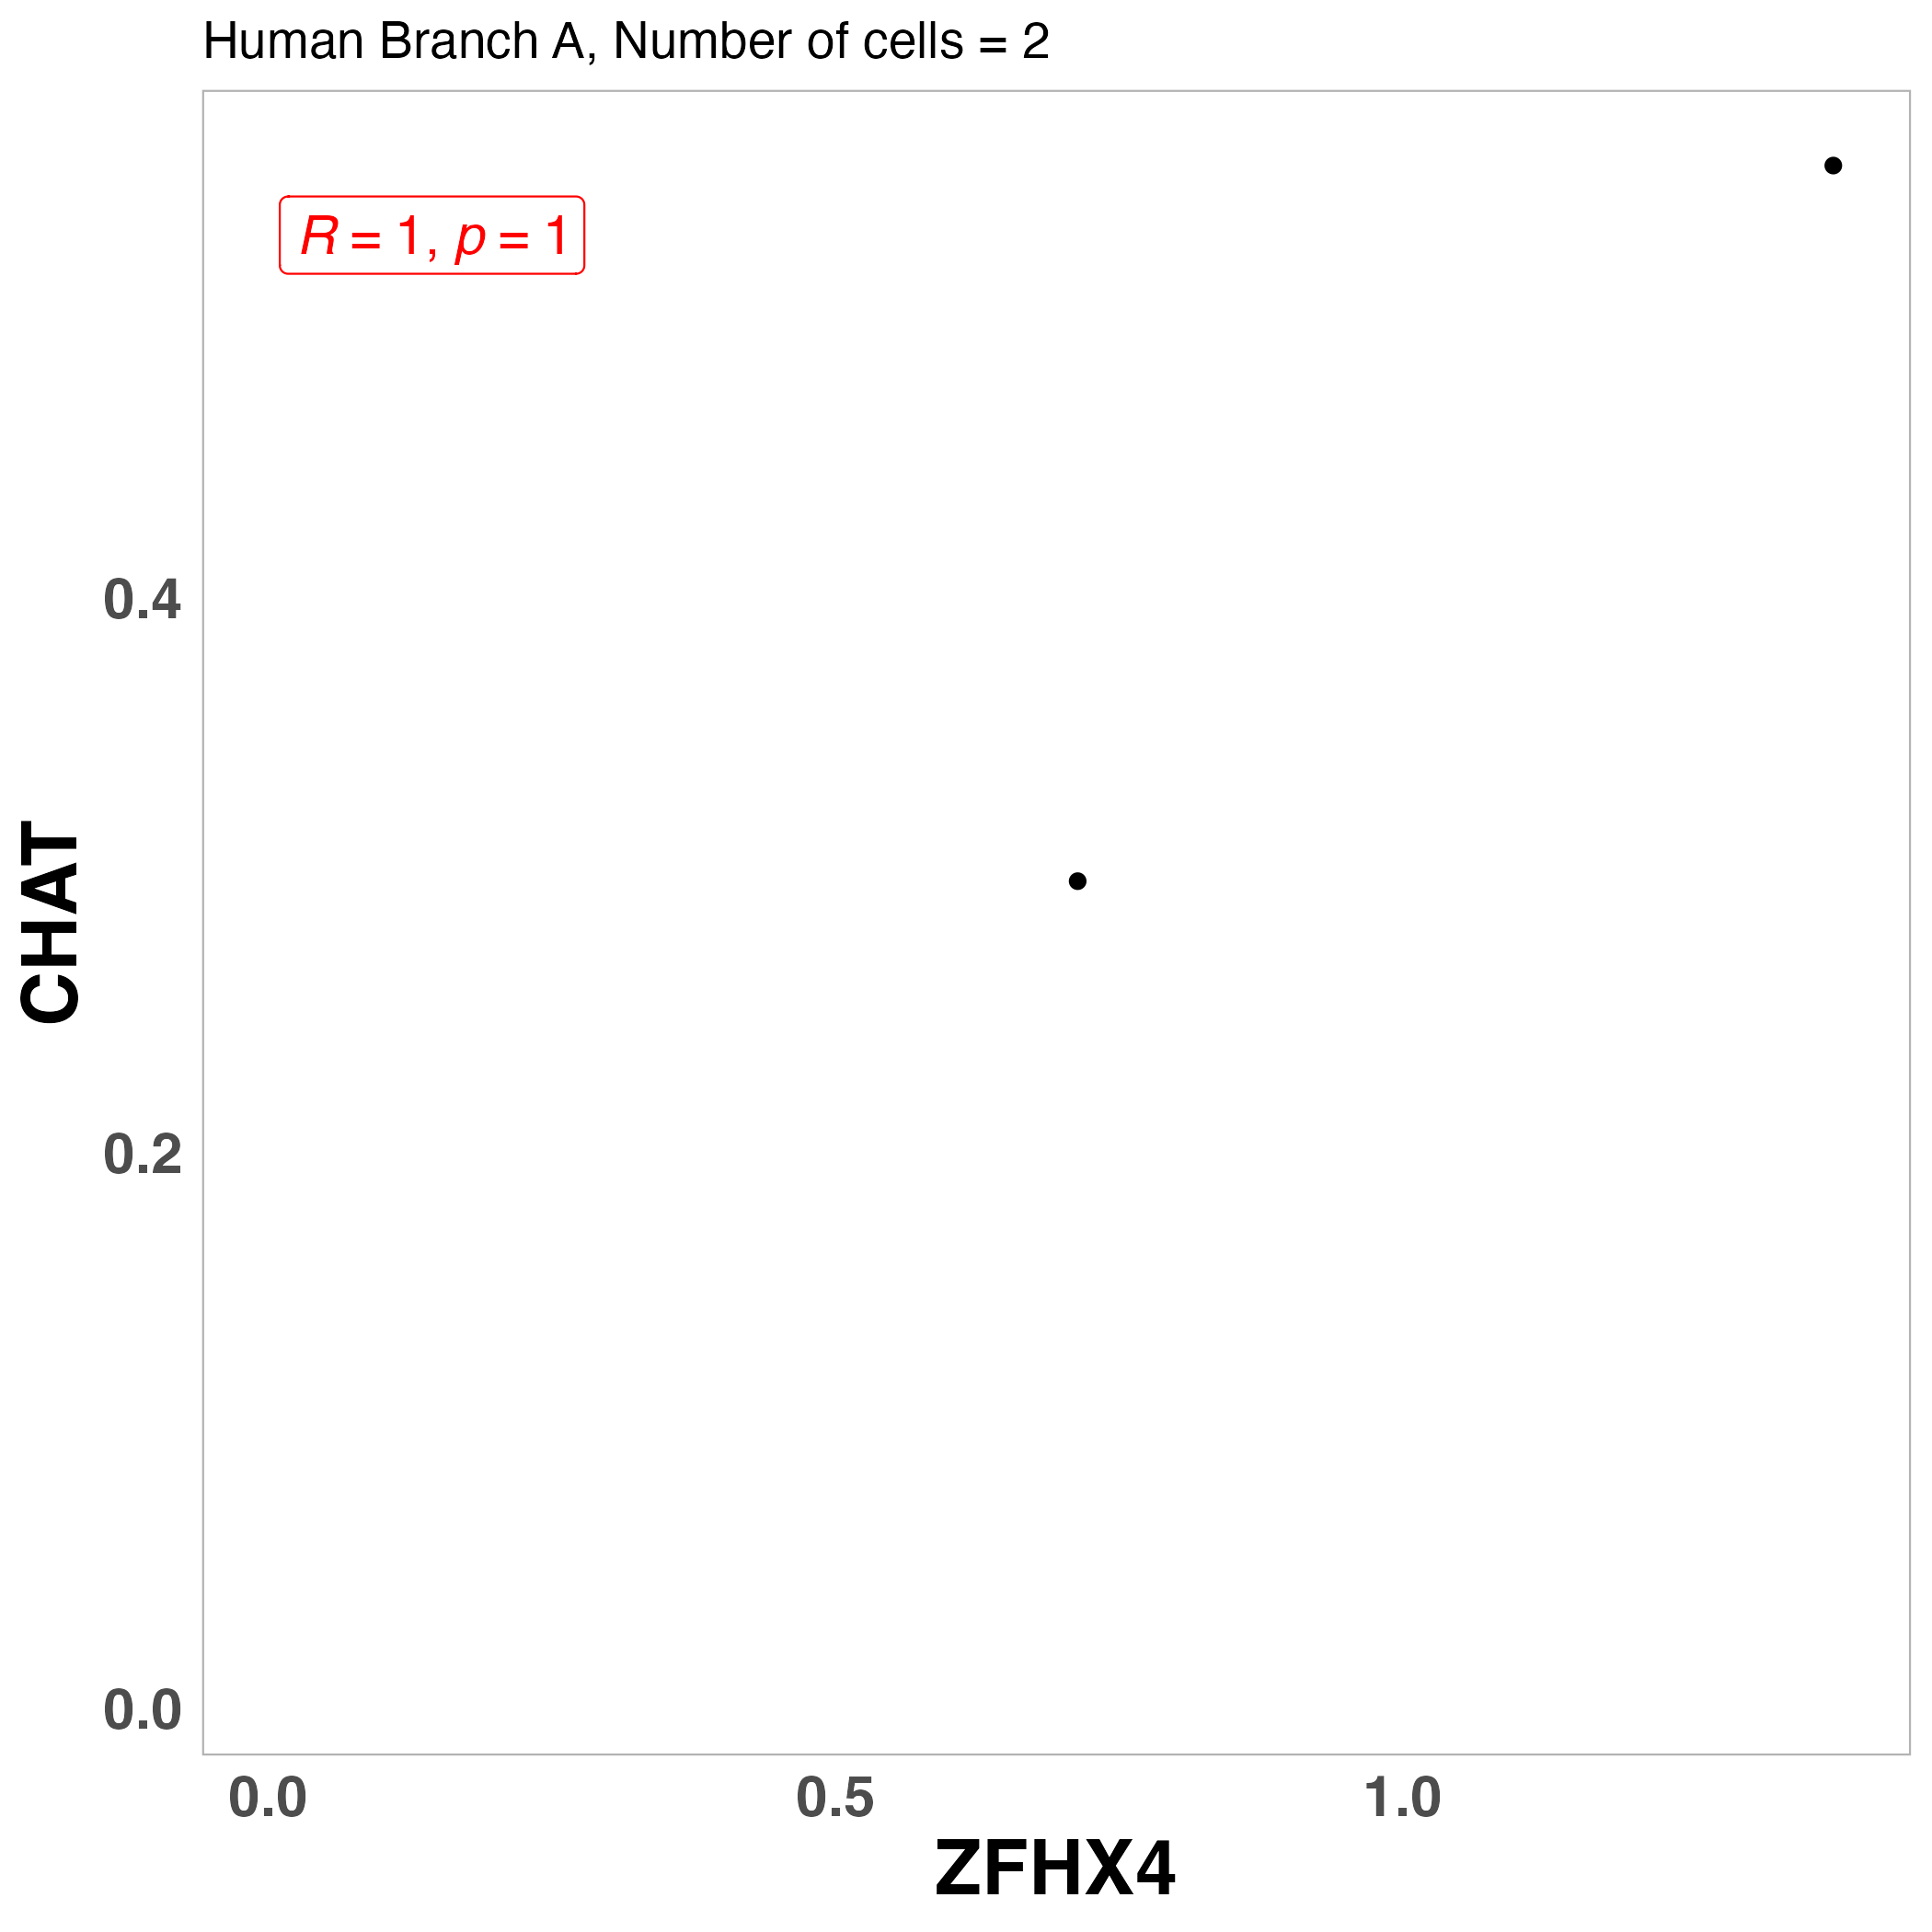 Human Branch A, Number of cells = 2
R = 1, p = 1
0.4
0.2
0.0
CHAT
0.0 0.5 1.0
ZFHX4